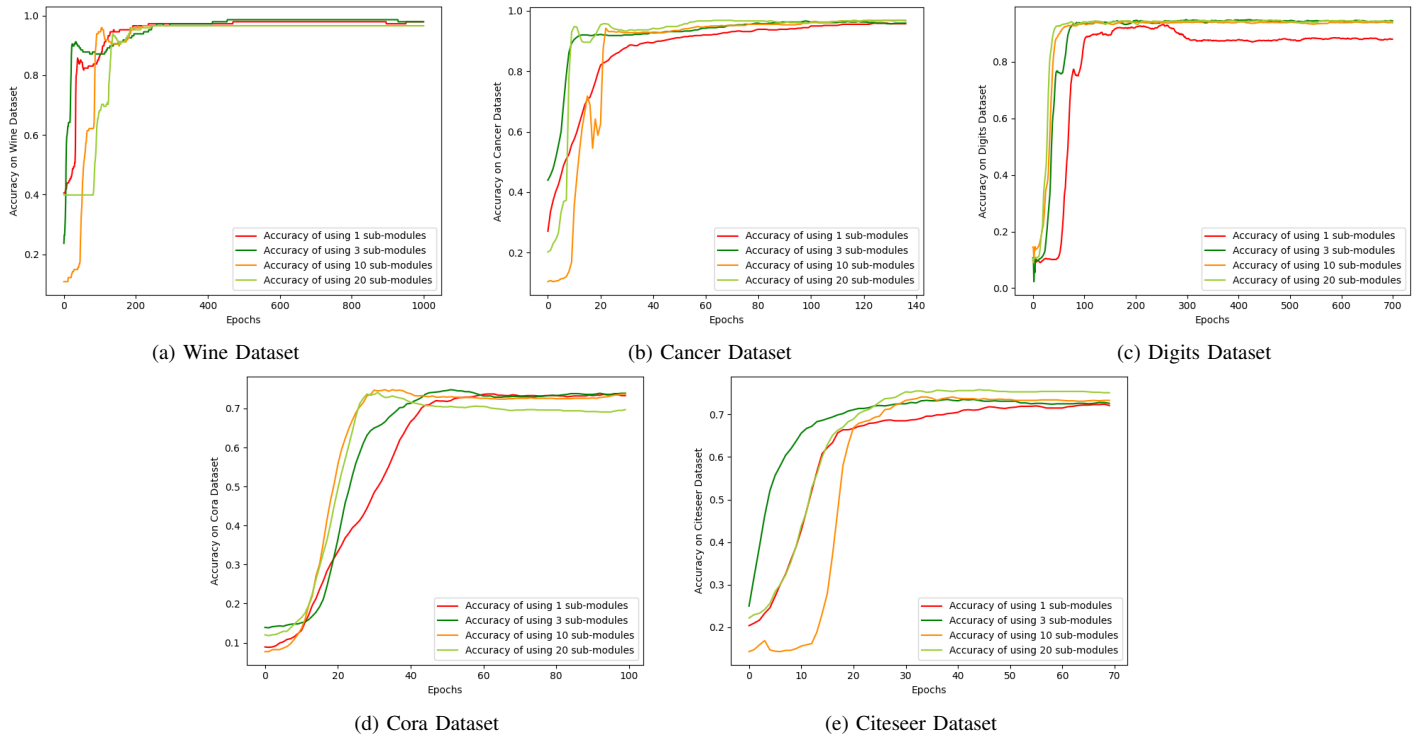 1.0
0.8
0.6
0.4
0.2
Accuracy on Wine Dataset
Accuracy of using 1 sub-modules
Accuracy of using 3 sub-modules
Accuracy of using 10 sub-modules
Accuracy of using 20 sub-modules
0 200 400 600 800 1000
Epochs
(a) Wine Dataset
1.0
0.8
0.6
0.4
0.2
Accuracy on Cancer Dataset
Accuracy of using 1 sub-modules
Accuracy of using 3 sub-modules
Accuracy of using 10 sub-modules
Accuracy of using 20 sub-modules
0 20 40 60 80 100 120 140
Epochs
(b) Cancer Dataset
1.0
0.8
0.6
0.4
0.2
0.0
Accuracy on Digits Dataset
Accuracy of using 1 sub-modules
Accuracy of using 3 sub-modules
Accuracy of using 10 sub-modules
Accuracy of using 20 sub-modules
0 100 200 300 400 500 600 700
Epochs
(c) Digits Dataset
0.7
0.6
0.5
0.4
0.3
0.2
0.1
Accuracy on Cora Dataset
Accuracy of using 1 sub-modules
Accuracy of using 3 sub-modules
Accuracy of using 10 sub-modules
Accuracy of using 20 sub-modules
0 20 40 60 80 100
Epochs
(d) Cora Dataset
0.7
0.6
0.5
0.4
0.3
0.2
Accuracy on Citeseer Dataset
Accuracy of using 1 sub-modules
Accuracy of using 3 sub-modules
Accuracy of using 10 sub-modules
Accuracy of using 20 sub-modules
0 10 20 30 40 50 60 70
Epochs
(e) Citeseer Dataset